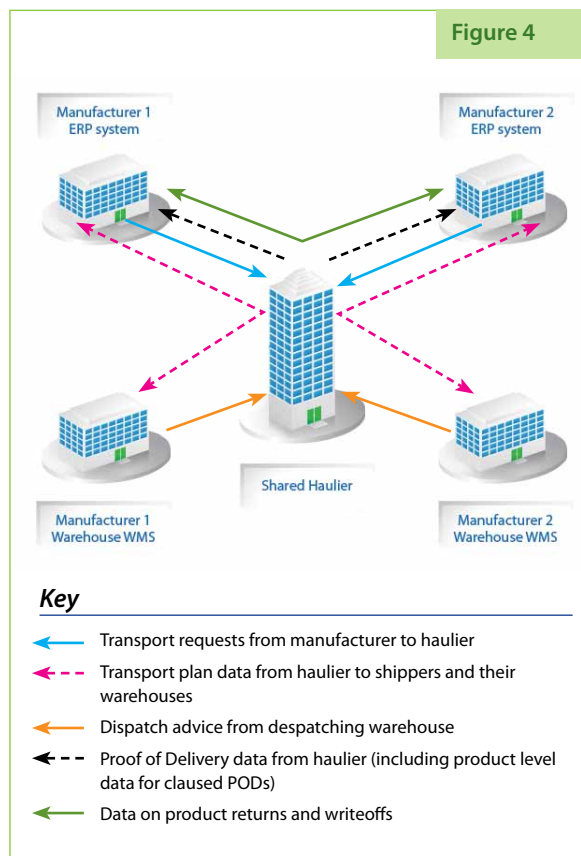 Figure 4
Manufacturer 1
ERP system
Manufacturer 2
ERP system
Shared Haulier
Manufacturer 1
Warehouse WMS
Manufacturer 2
Warehouse WMS
Key
Transport requests from manufacturer to haulier
Transport plan data from haulier to shippers and their
warehouses
Dispatch advice from despatching warehouse
Proof of Delivery data from haulier (including product level
data for claused PODs)
Data on product returns and writeoffs